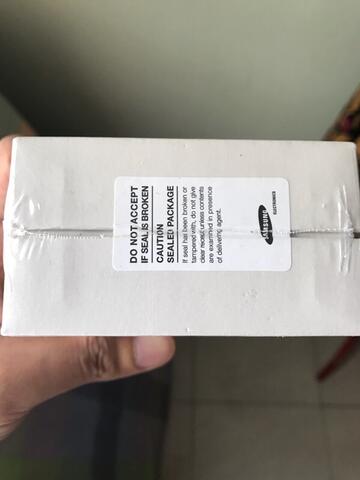 DO NOT ACCEPT
IF SEAL IS BROKEN
CAUTION
SEALED PACKAGE
If seal has been broken or
tampered with, do not give
clear receipt unless contents
are examined in presence
of delivering agent.
SAMSUNG
ELECTRONICS